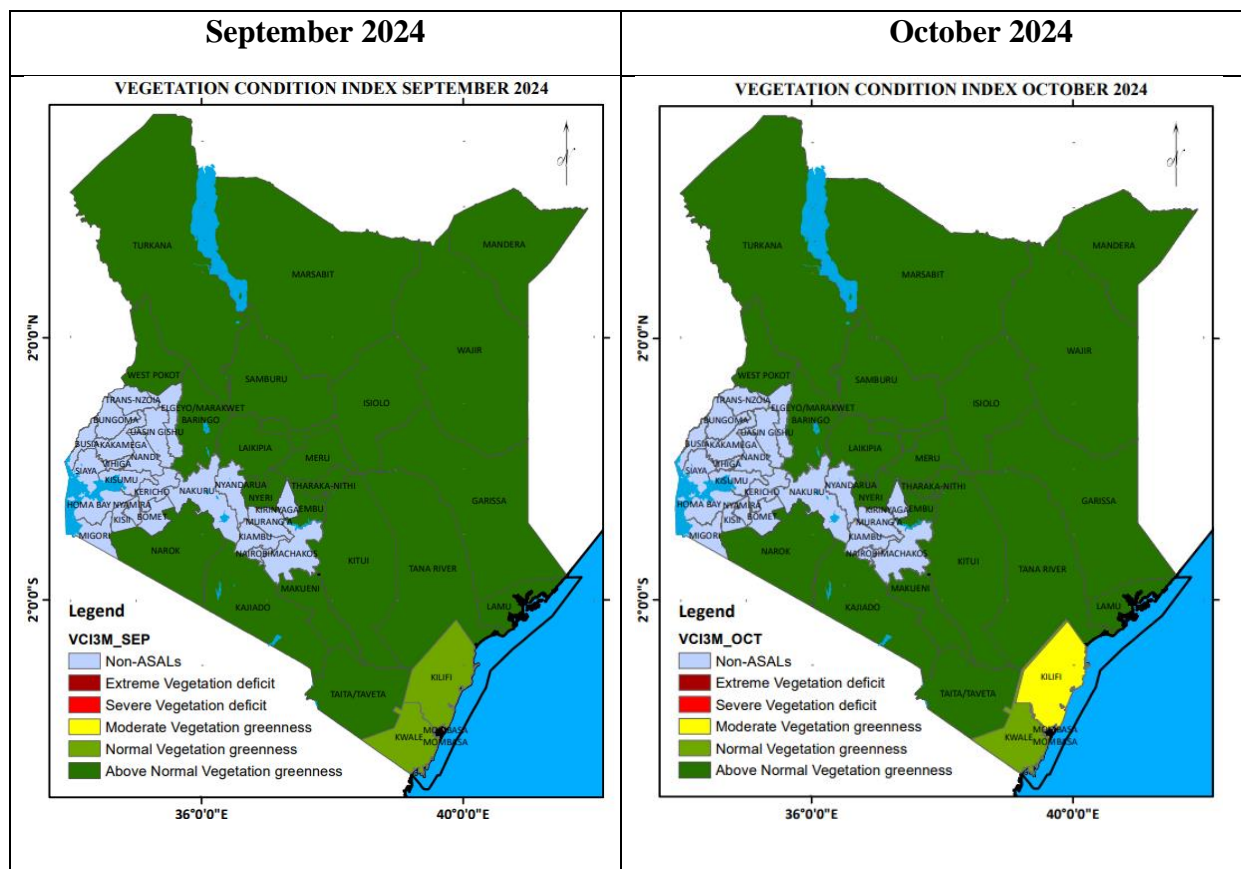 September 2024
October 2024
VEGETATION CONDITION INDEX SEPTEMBER 2024
2°0'0"N
2°0'0"S
TURKANA
MARSABIT
MANDERA
WAJIR
WEST POKOT
SAMBURU
TRANS-NZOIA
ELGEYO/MARAKWET
ISIOLO
BUNGOMA
BARINGO
UASIN GISHU
BUSIA
KAKAMEGA
LAIKIPIA
NANDI
MERU
SIAYA
VIHIGA
KISUMU
NYANDARUA
THARAKA-NITHI
KERICHO
NAKURU
NYERI
GARISSA
HOMA BAY
NYAMIRA
KIRINYAGA
EMBU
KISII
BOMET
MURANG'A
MIGORI
KIAMBU
NAROK
NAIROBI
MACHAKOS
KITUI
TANA RIVER
MAKUENI
KAJIADO
LAMU
KILIFI
TAITA/TAVETA
KWALE
MOMBASA
MOMBASA
Legend
VCI3M_SEP
Non-ASALs
Extreme Vegetation deficit
Severe Vegetation deficit
Moderate Vegetation greenness
Normal Vegetation greenness
Above Normal Vegetation greenness
36°0'0"E
40°0'0"E
VEGETATION CONDITION INDEX OCTOBER 2024
2°0'0"N
2°0'0"S
TURKANA
MARSABIT
MANDERA
WAJIR
WEST POKOT
SAMBURU
TRANS-NZOIA
ELGEYO/MARAKWET
ISIOLO
BUNGOMA
BARINGO
UASIN GISHU
BUSIA
KAKAMEGA
LAIKIPIA
NANDI
MERU
SIAYA
VIHIGA
KISUMU
NYANDARUA
THARAKA-NITHI
KERICHO
NAKURU
NYERI
GARISSA
HOMA BAY
NYAMIRA
KIRINYAGA
EMBU
KISII
BOMET
MURANG'A
MIGORI
KIAMBU
NAROK
NAIROBI
MACHAKOS
KITUI
TANA RIVER
MAKUENI
KAJIADO
LAMU
KILIFI
TAITA/TAVETA
KWALE
MOMBASA
MOMBASA
Legend
VCI3M_OCT
Non-ASALs
Extreme Vegetation deficit
Severe Vegetation deficit
Moderate Vegetation greenness
Normal Vegetation greenness
Above Normal Vegetation greenness
36°0'0"E
40°0'0"E